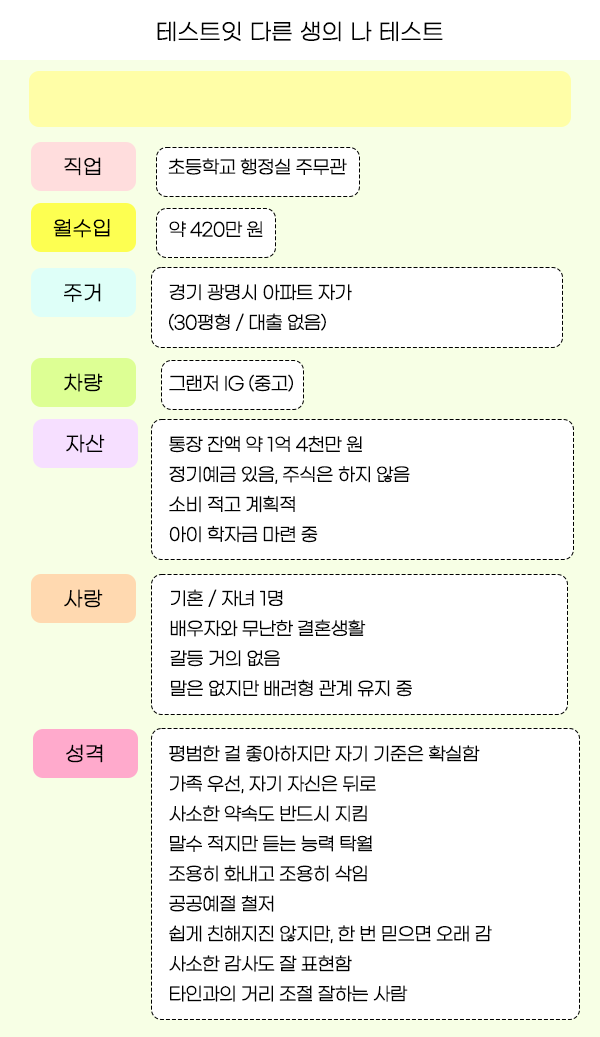 테스트잇 다른 생의 나 테스트
직업
초등학교 행정실 주무관
월수입
약 420만 원
주거
경기 광명시 아파트 자가
(30평형 / 대출 없음)
차량
그랜저 IG (중고)
자산
통장 잔액 약 1억 4천만 원
정기예금 있음, 주식은 하지 않음
소비 적고 계획적
아이 학자금 마련 중
사랑
기혼 / 자녀 1명
배우자와 무난한 결혼생활
갈등 거의 없음
말은 없지만 배려형 관계 유지 중
성격
평범한 걸 좋아하지만 자기 기준은 확실함
가족 우선, 자기 자신은 뒤로
사소한 약속도 반드시 지킴
말수 적지만 듣는 능력 탁월
조용히 화내고 조용히 삭임
공공예절 철저
쉽게 친해지진 않지만, 한 번 믿으면 오래 감
사소한 감사도 잘 표현함
타인과의 거리 조절 잘하는 사람